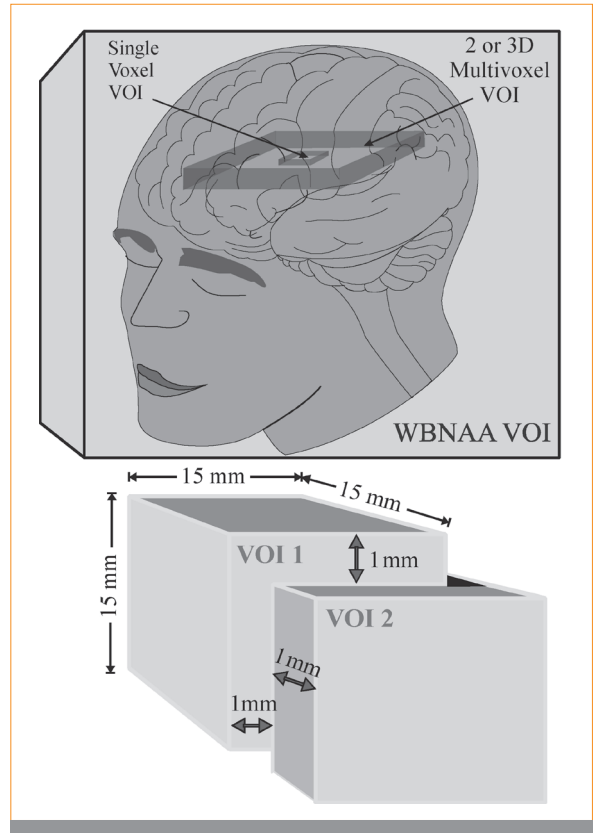 Single
Voxel
VOI
2 or 3D
Multivoxel
VOI
WBNAA VOI
15 mm
15 mm
15 mm
VOI 1
1mm
VOI 2
1mm
1mm